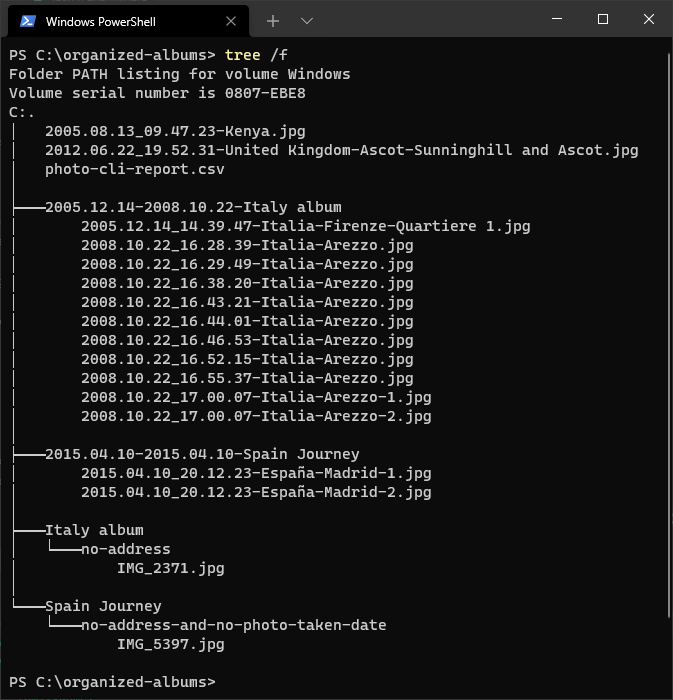 Windows PowerShell
PS C:\organized-albums> tree /f
Folder PATH listing for volume Windows
Volume serial number is 0807-EBE8
C:.
│   2005.08.13_09.47.23-Kenya.jpg
│   2012.06.22_19.52.31-United Kingdom-Ascot-Sunninghill and Ascot.jpg
│   photo-cli-report.csv
│
├───2005.12.14-2008.10.22-Italy album
│       2005.12.14_14.39.47-Italia-Firenze-Quartiere 1.jpg
│       2008.10.22_16.28.39-Italia-Arezzo.jpg
│       2008.10.22_16.29.49-Italia-Arezzo.jpg
│       2008.10.22_16.38.20-Italia-Arezzo.jpg
│       2008.10.22_16.43.21-Italia-Arezzo.jpg
│       2008.10.22_16.44.01-Italia-Arezzo.jpg
│       2008.10.22_16.46.53-Italia-Arezzo.jpg
│       2008.10.22_16.52.15-Italia-Arezzo.jpg
│       2008.10.22_16.55.37-Italia-Arezzo.jpg
│       2008.10.22_17.00.07-Italia-Arezzo-1.jpg
│       2008.10.22_17.00.07-Italia-Arezzo-2.jpg
│
├───2015.04.10-2015.04.10-Spain Journey
│       2015.04.10_20.12.23-España-Madrid-1.jpg
│       2015.04.10_20.12.23-España-Madrid-2.jpg
│
├───Italy album
│   └───no-address
│           IMG_2371.jpg
│
└───Spain Journey
    └───no-address-and-no-photo-taken-date
            IMG_5397.jpg
PS C:\organized-albums>